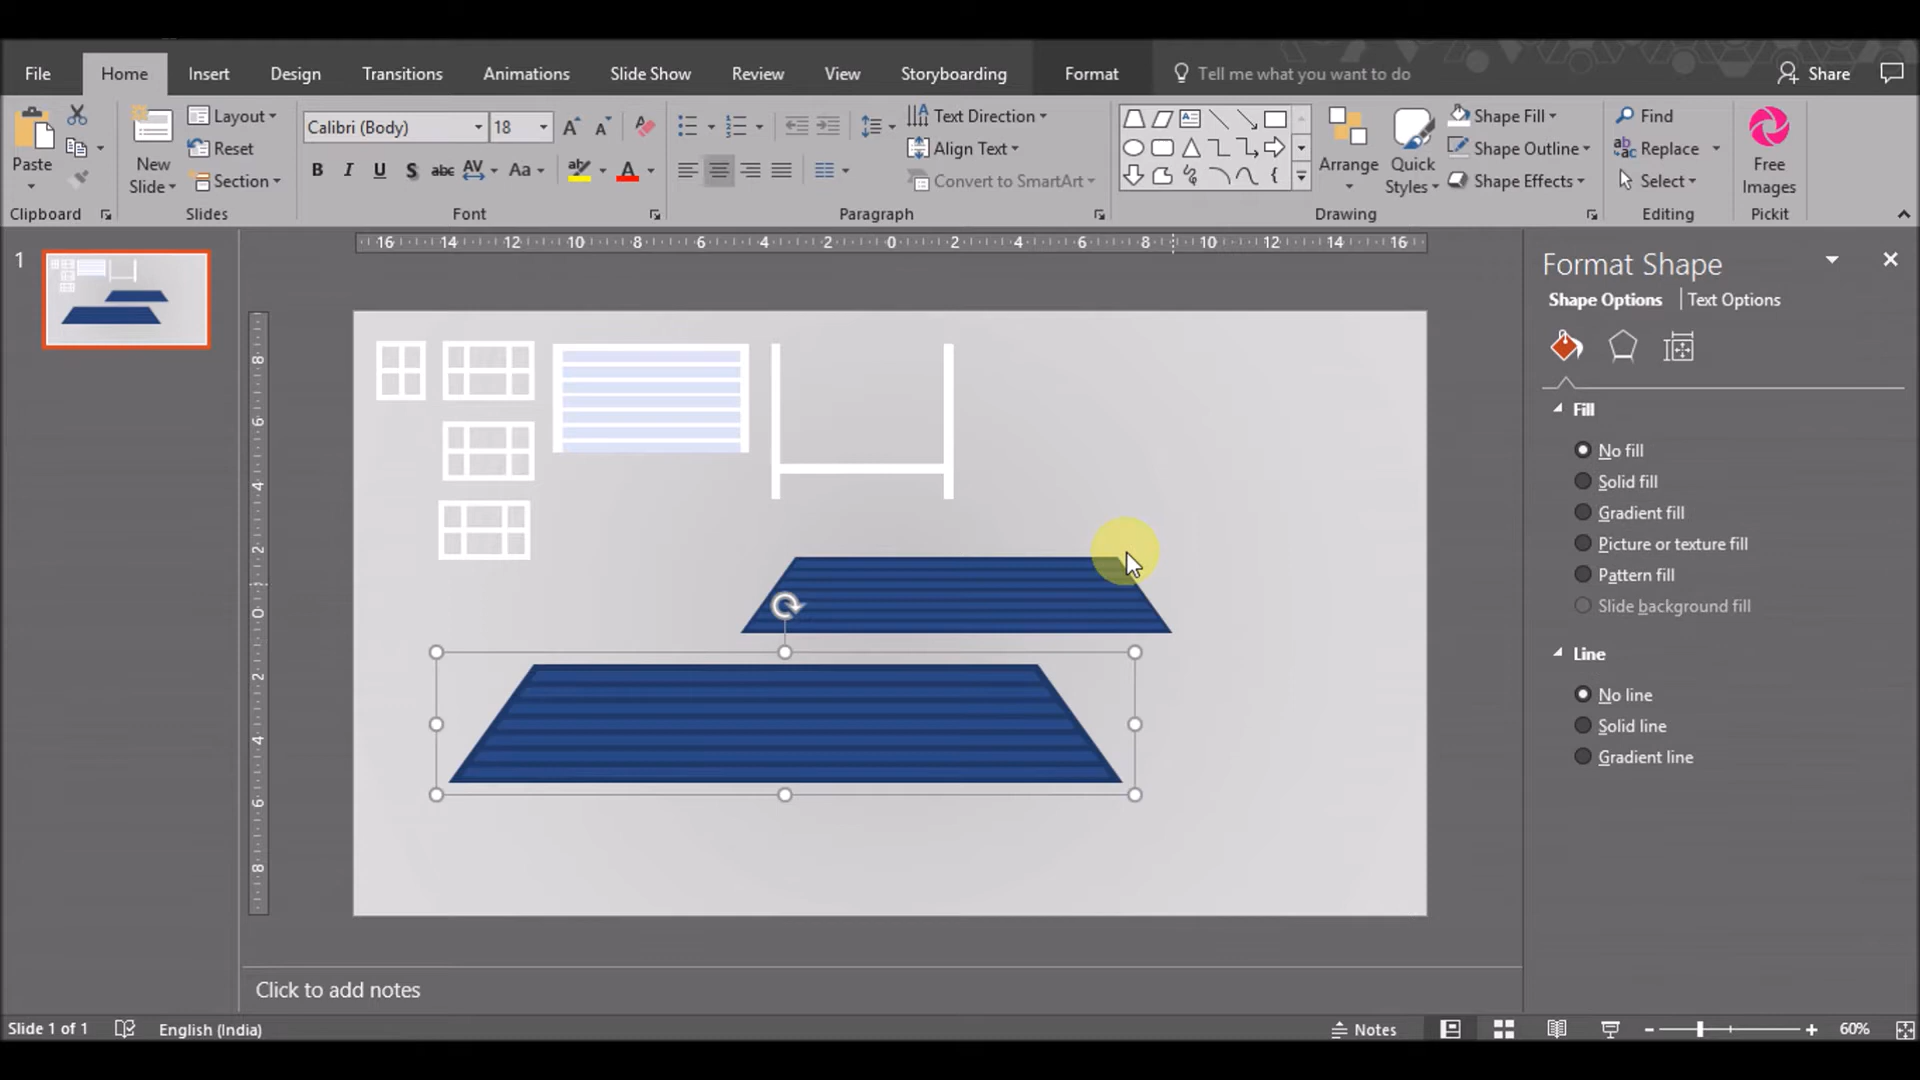 File Home Insert Design Transitions Animations Slide Show Review View Storyboarding Format Tell me what you want to do Share
Paste
Clipboard
New Slide
Layout
Reset
Section
Slides
Calibri (Body) 18
B I U S abc AV Aa A
Font
Text Direction
Align Text
Convert to SmartArt
Paragraph
Arrange
Quick Styles
Shape Fill
Shape Outline
Shape Effects
Drawing
Find
Replace
Select
Editing
Free Images
Pickit
1
16 14 12 10 8 6 4 2 0 2 4 6 8 10 12 14 16
8
6
4
2
0
2
4
6
8
Format Shape
Shape Options Text Options
Fill
No fill
Solid fill
Gradient fill
Picture or texture fill
Pattern fill
Slide background fill
Line
No line
Solid line
Gradient line
Click to add notes
Slide 1 of 1 English (India) Notes 60%